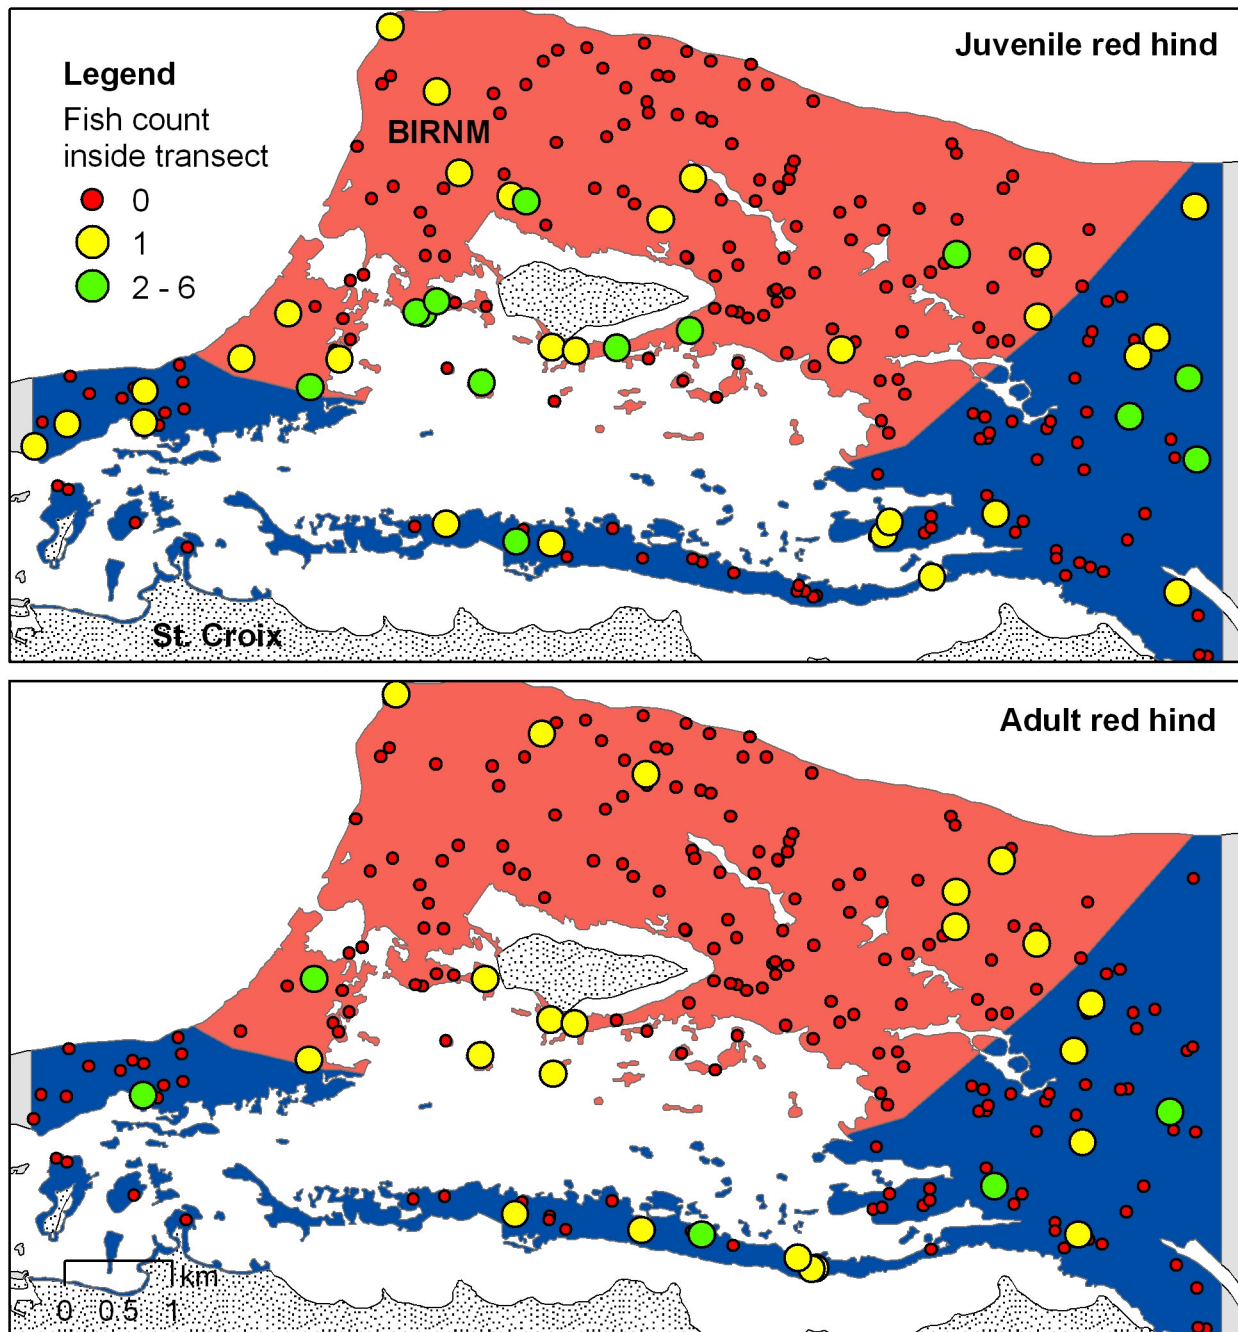 Juvenile red hind
Legend
Fish count
inside transect
0
1
2 - 6
BIRNM
St. Croix
Adult red hind
km
0 0.5 1